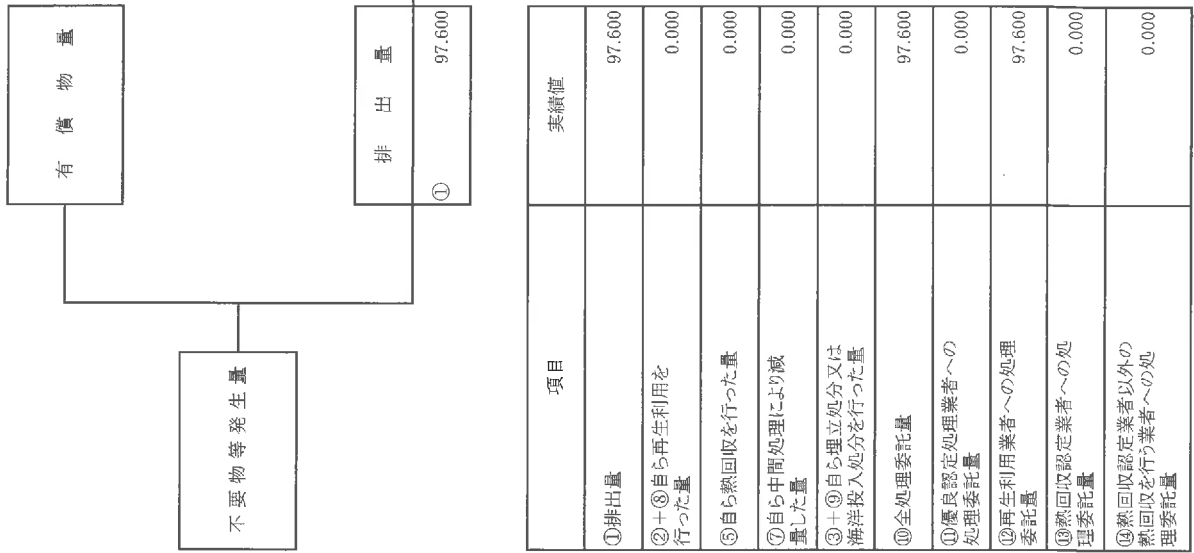 不要物等発生量
有償物量
排出量
① 97.600
項目 実績値
①排出量 97.600
②+⑧自ら再生利用を
行った量 0.000
⑤自ら熱回収を行った量 0.000
⑦自ら中間処理により減
量した量 0.000
③+⑨自ら埋立処分又は
海洋投入処分を行った量 0.000
⑩全処理委託量 97.600
⑪優良認定処理業者への
処理委託量 0.000
⑫再生利用業者への処理
委託量 97.600
⑬熱回収認定業者への処
理委託量 0.000
⑭熱回収認定業者以外の
熱回収を行う業者への処
理委託量 0.000